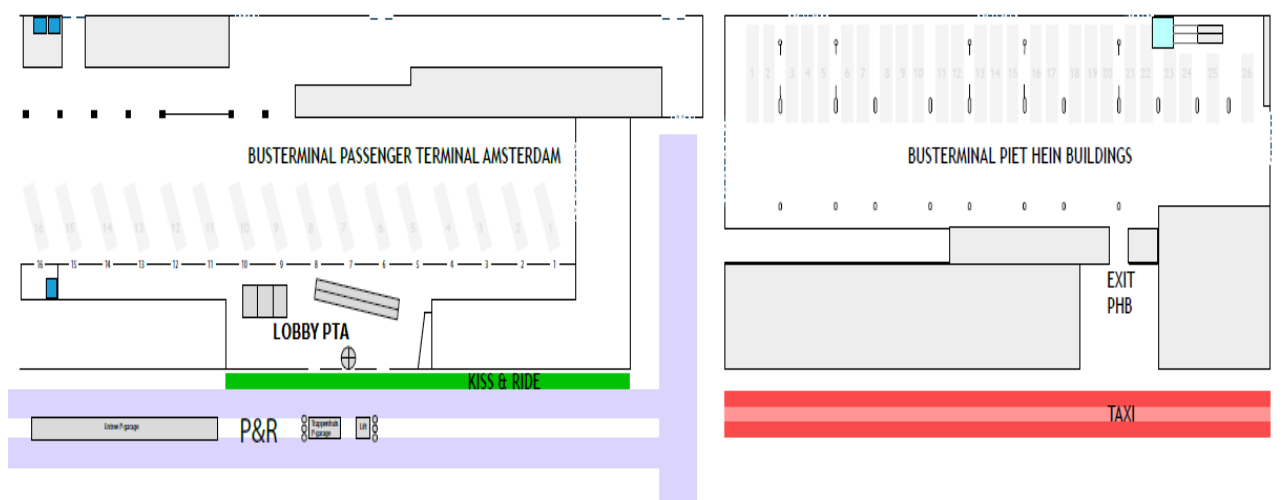 1 2 3 4 5 6 7 8 9 10 11 12 13 14 15 16 17 18 19 20 21 22 23 24 25 26
BUSTERMINAL PASSENGER TERMINAL AMSTERDAM
BUSTERMINAL PIET HEIN BUILDINGS
16 15 14 13 12 11 10 9 8 7 6 5 4 3 2 1
16 15 14 13 12 11 10 9 8 7 6 5 4 3 2 1
EXIT
PHB
LOBBY PTA
KISS & RIDE
TAXI
Entree P-garage
P&R
Trappenhuis
P-garage
Lift